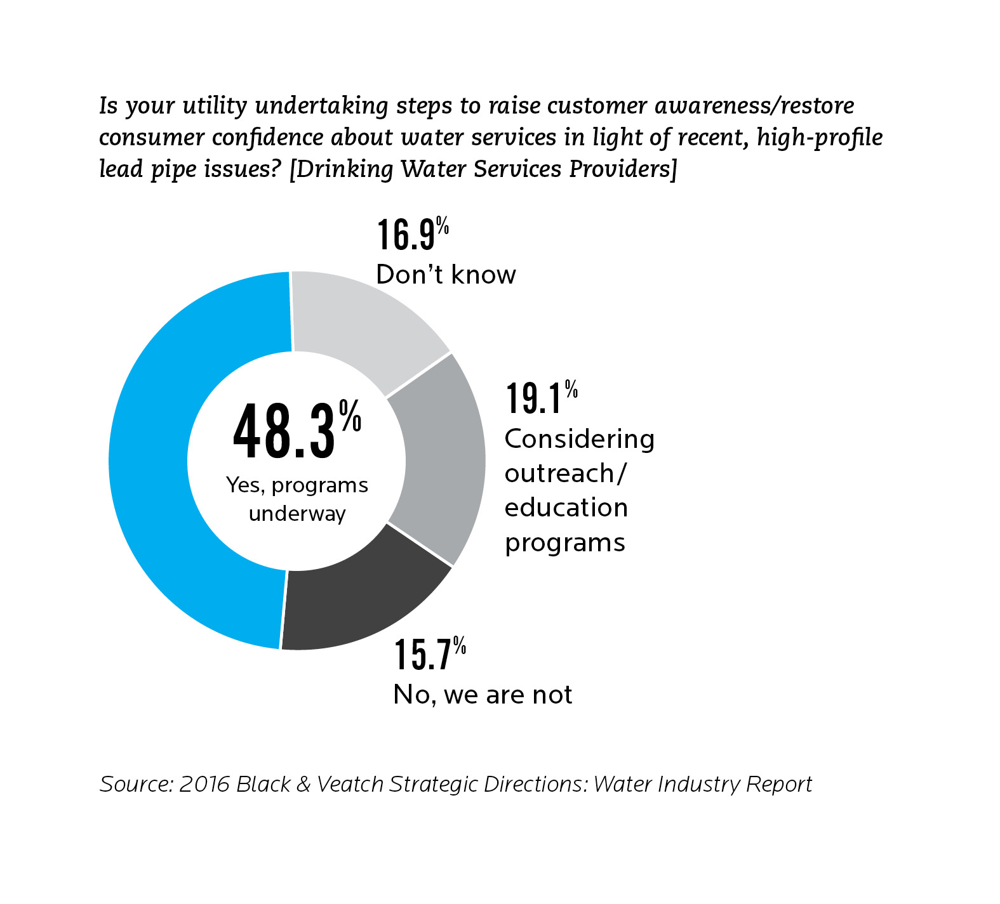 Is your utility undertaking steps to raise customer awareness/restore
consumer confidence about water services in light of recent, high-profile
lead pipe issues? [Drinking Water Services Providers]
16.9%
Don't know
19.1%
Considering
outreach/
education
programs
48.3%
Yes, programs
underway
15.7%
No, we are not
Source: 2016 Black & Veatch Strategic Directions: Water Industry Report